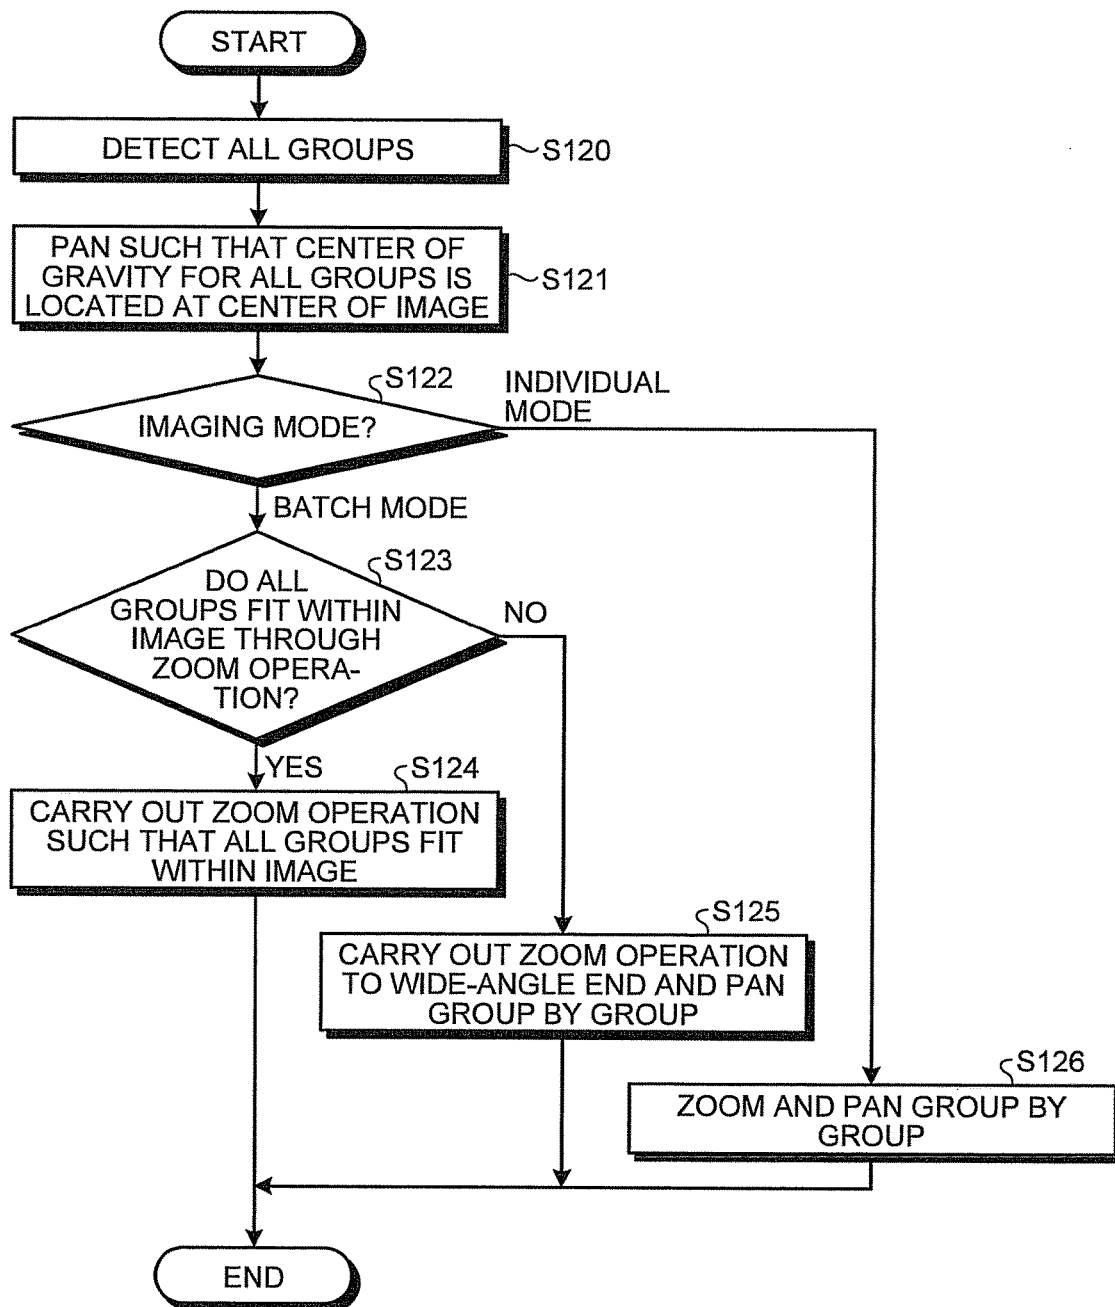 START
DETECT ALL GROUPS
S120
PAN SUCH THAT CENTER OF
GRAVITY FOR ALL GROUPS IS
LOCATED AT CENTER OF IMAGE
S121
S122
INDIVIDUAL
MODE
IMAGING MODE?
BATCH MODE
S123
DO ALL
GROUPS FIT WITHIN
IMAGE THROUGH
ZOOM OPERA-
TION?
NO
YES
S124
CARRY OUT ZOOM OPERATION
SUCH THAT ALL GROUPS FIT
WITHIN IMAGE
S125
CARRY OUT ZOOM OPERATION
TO WIDE-ANGLE END AND PAN
GROUP BY GROUP
S126
ZOOM AND PAN GROUP BY
GROUP
END